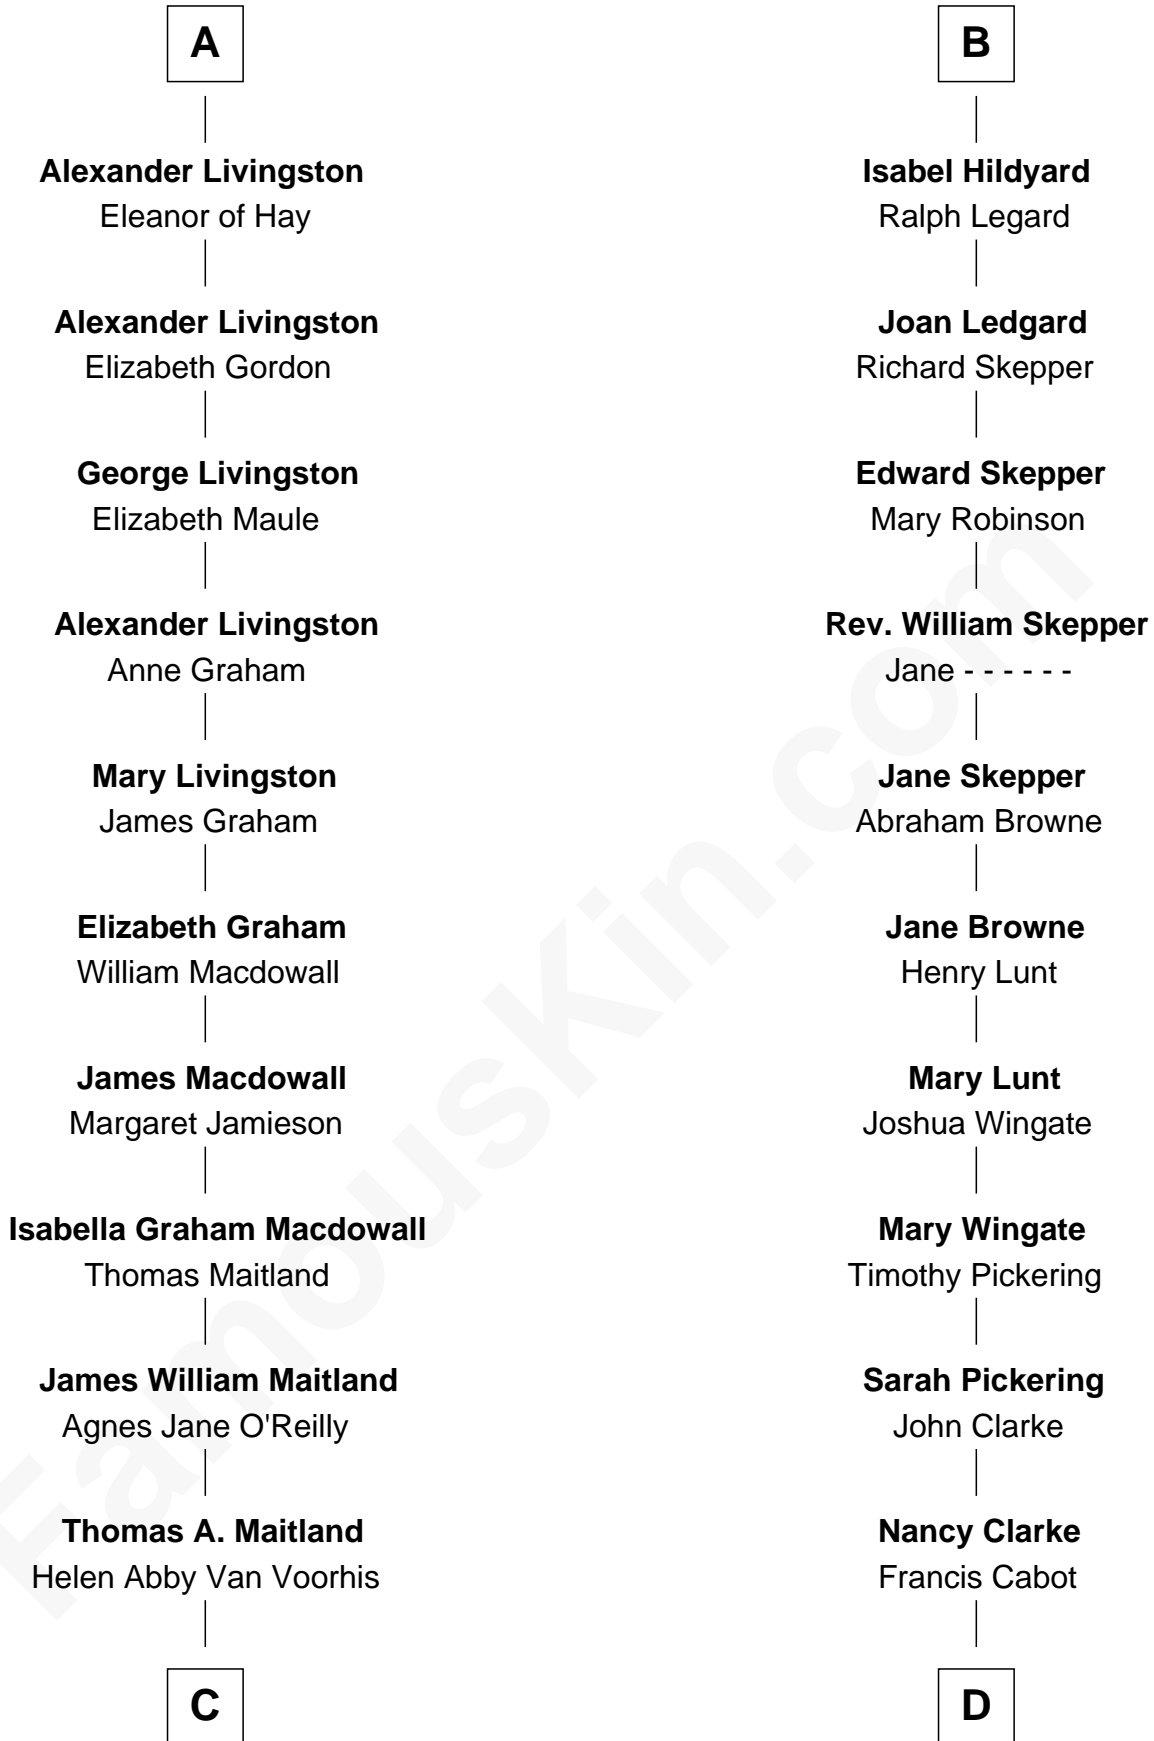 A
Alexander Livingston
Eleanor of Hay
Alexander Livingston
Elizabeth Gordon
George Livingston
Elizabeth Maule
Alexander Livingston
Anne Graham
Mary Livingston
James Graham
Elizabeth Graham
William Macdowall
James Macdowall
Margaret Jamieson
Isabella Graham Macdowall
Thomas Maitland
James William Maitland
Agnes Jane O'Reilly
Thomas A. Maitland
Helen Abby Van Voorhis
C
B
Isabel Hildyard
Ralph Legard
Joan Ledgard
Richard Skepper
Edward Skepper
Mary Robinson
Rev. William Skepper
Jane - - - - - -
Jane Skepper
Abraham Browne
Jane Browne
Henry Lunt
Mary Lunt
Joshua Wingate
Mary Wingate
Timothy Pickering
Sarah Pickering
John Clarke
Nancy Clarke
Francis Cabot
D
FamousKin.com